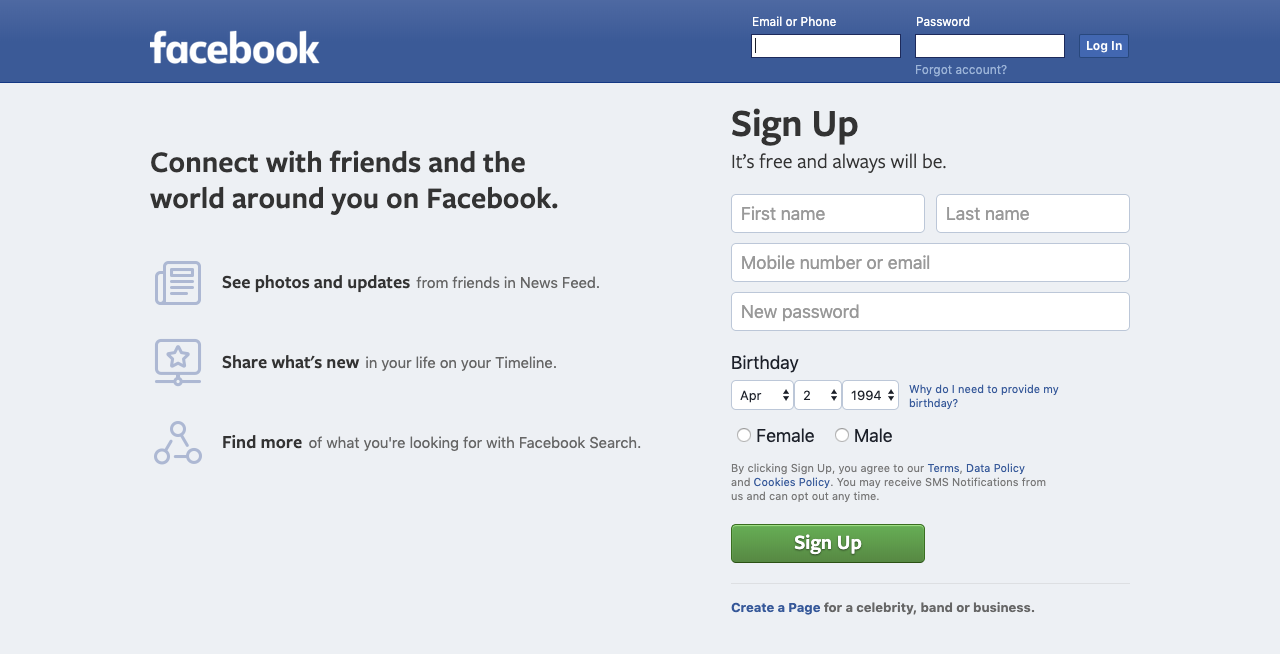 facebook
Email or Phone
Password
Log In
Forgot account?
Connect with friends and the
world around you on Facebook.
See photos and updates from friends in News Feed.
Share what's new in your life on your Timeline.
Find more of what you're looking for with Facebook Search.
Sign Up
It’s free and always will be.
First name
Last name
Mobile number or email
New password
Birthday
Apr 2 1994
Why do I need to provide my
birthday?
Female Male
By clicking Sign Up, you agree to our Terms, Data Policy
and Cookies Policy. You may receive SMS Notifications from
us and can opt out any time.
Sign Up
Create a Page for a celebrity, band or business.